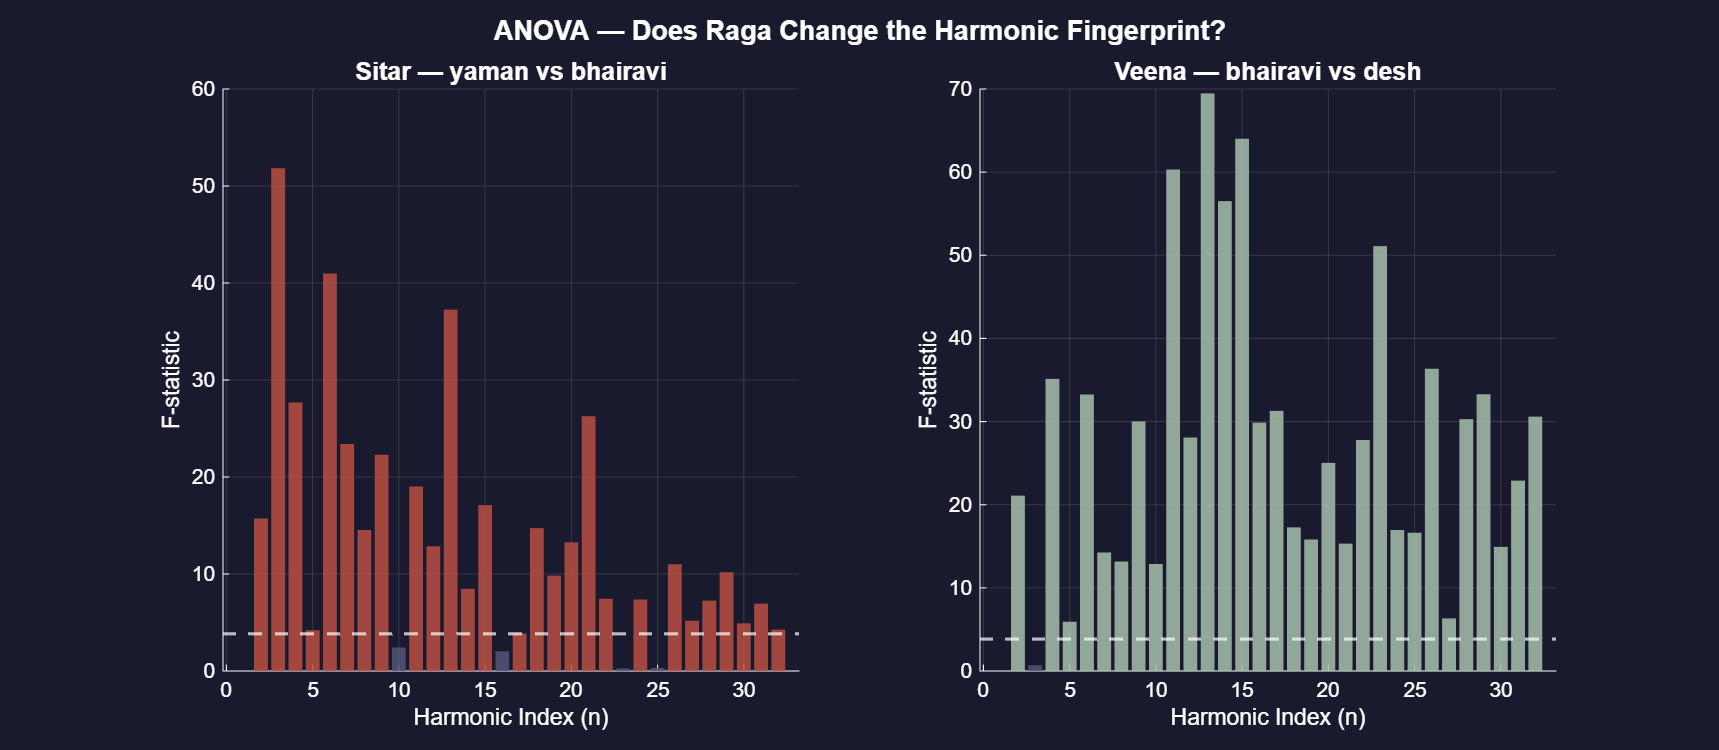 ANOVA — Does Raga Change the Harmonic Fingerprint?
Sitar — yaman vs bhairavi
60
50
40
30
20
10
0
F-statistic
0 5 10 15 20 25 30
Harmonic Index (n)
Veena — bhairavi vs desh
70
60
50
40
30
20
10
0
F-statistic
0 5 10 15 20 25 30
Harmonic Index (n)